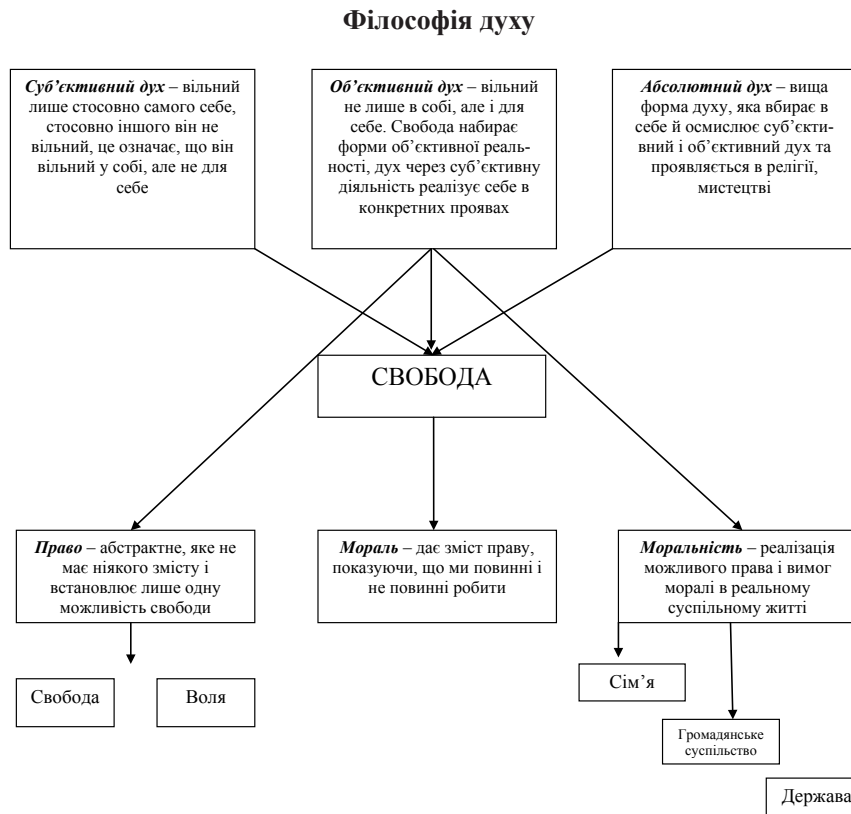 Філософія духу
Суб’єктивний дух – вільний
лише стосовно самого себе,
стосовно іншого він не
вільний, це означає, що він
вільний у собі, але не для
себе
Об’єктивний дух – вільний
не лише в собі, але і для
себе. Свобода набирає
форми об’єктивної реаль-
ності, дух через суб’єктивну
діяльність реалізує себе в
конкретних проявах
Абсолютний дух – вища
форма духу, яка вбирає в
себе й осмислює суб’єкти-
вний і об’єктивний дух та
проявляється в релігії,
мистецтві
СВОБОДА
Право – абстрактне, яке не
має ніякого змісту і
встановлює лише одну
можливість свободи
Мораль – дає зміст праву,
показуючи, що ми повинні і
не повинні робити
Моральність – реалізація
можливого права і вимог
моралі в реальному
суспільному житті
Свобода
Воля
Сім’я
Громадянське
суспільство
Держава